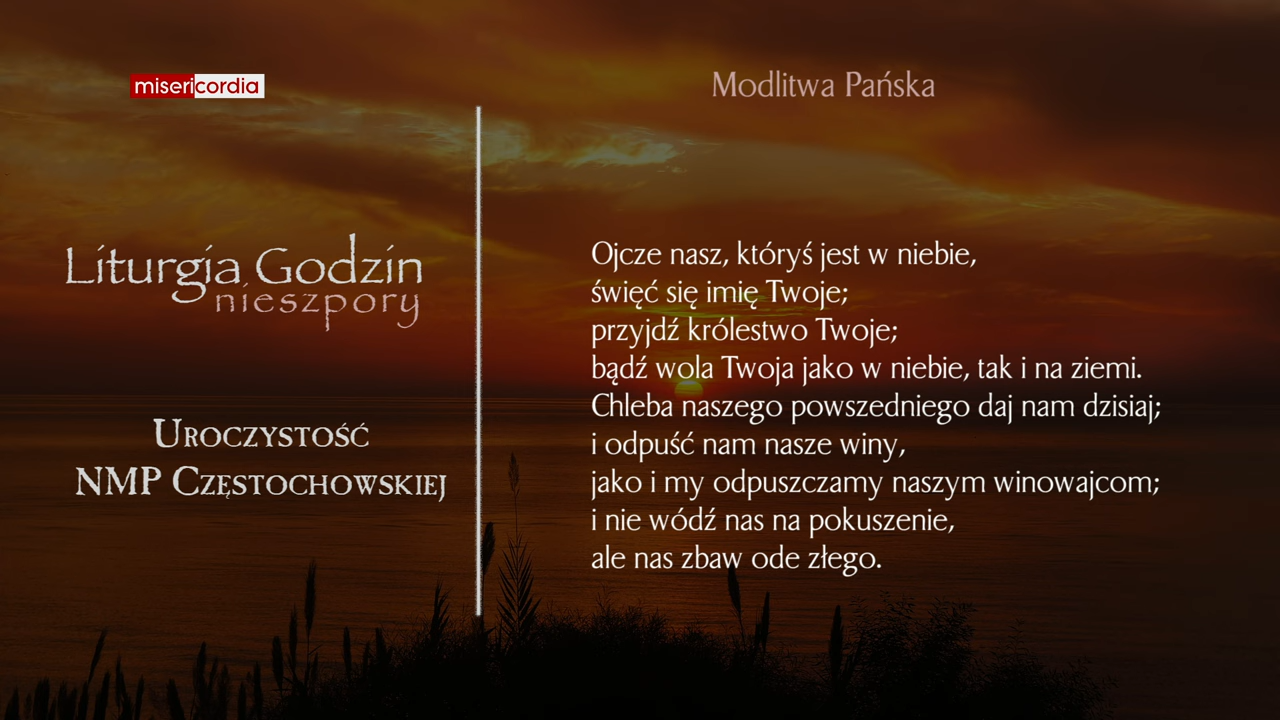 misericordia
Liturgia Godzin
nieszpory
Uroczystość
NMP Częstochowskiej
Modlitwa Pańska
Ojcze nasz, któryś jest w niebie,
święć się imię Twoje;
przyjdź królestwo Twoje;
bądź wola Twoja jako w niebie, tak i na ziemi.
Chleba naszego powszedniego daj nam dzisiaj;
i odpuść nam nasze winy,
jako i my odpuszczamy naszym winowajcom;
i nie wódź nas na pokuszenie,
ale nas zbaw ode złego.